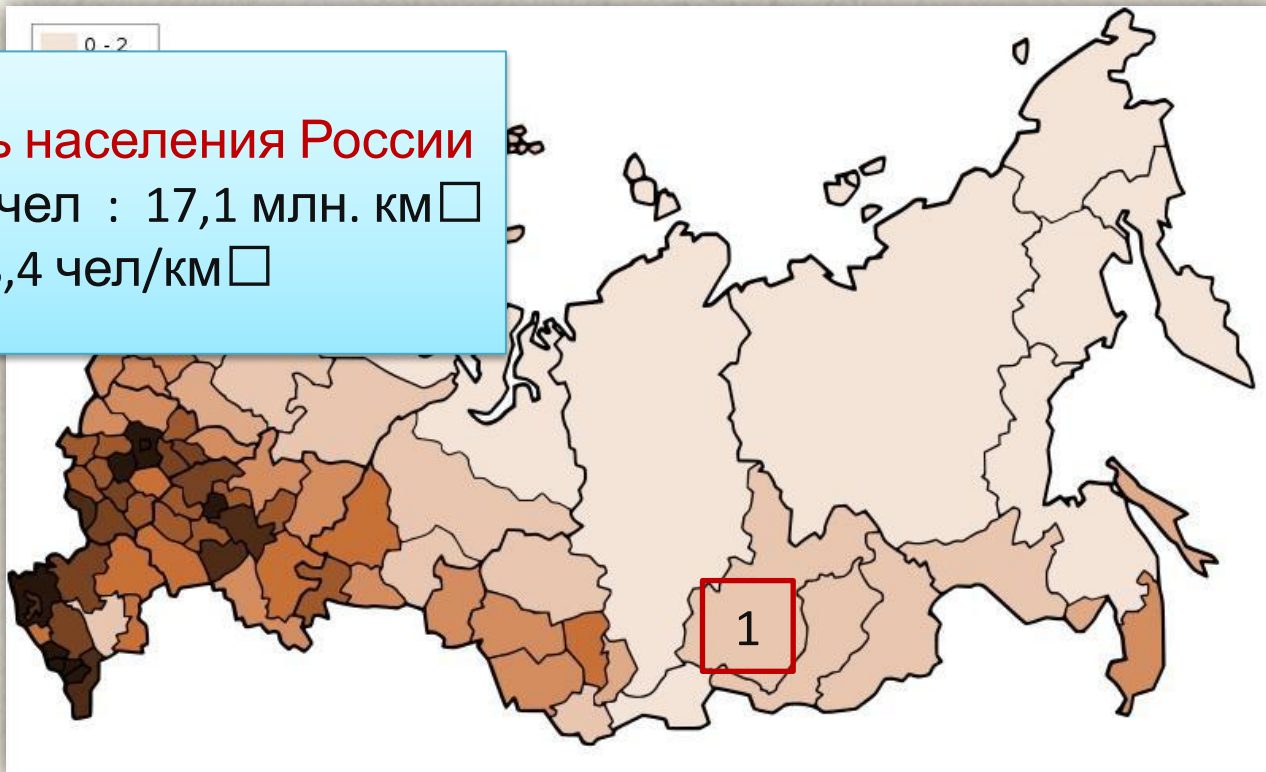 0 - 2
населения России
чел : 17,1 млн. км□
,4 чел/км□
1